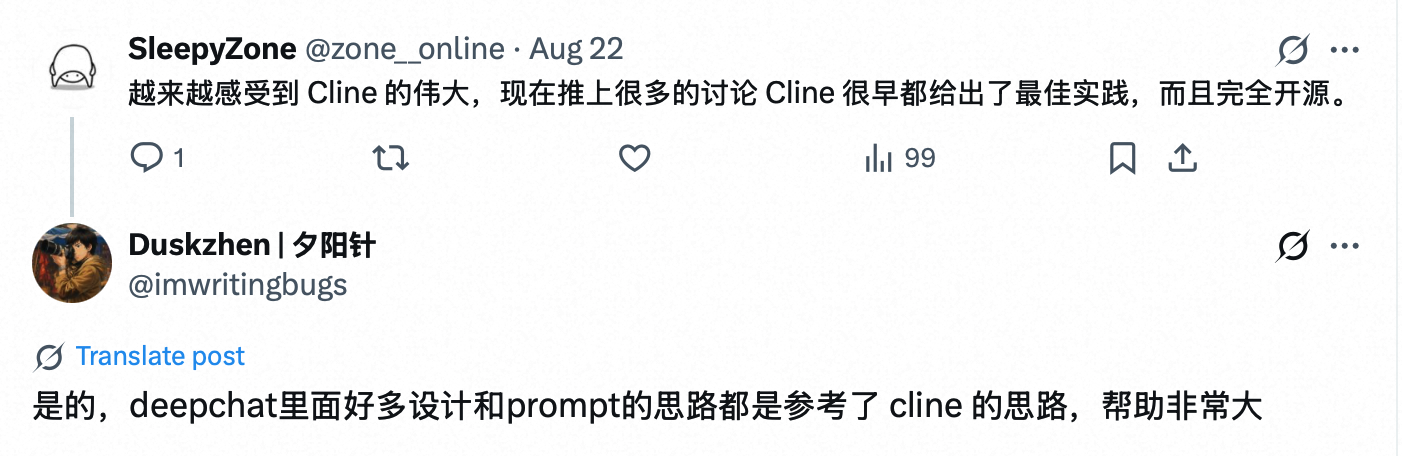 SleepyZone @zone__online · Aug 22
越来越感受到 Cline 的伟大，现在推上很多的讨论 Cline 很早都给出了最佳实践，而且完全开源。
1 99
Duskzhen | 夕阳针
@imwritingbugs
Translate post
是的，deepchat里面好多设计和prompt的思路都是参考了 cline 的思路，帮助非常大